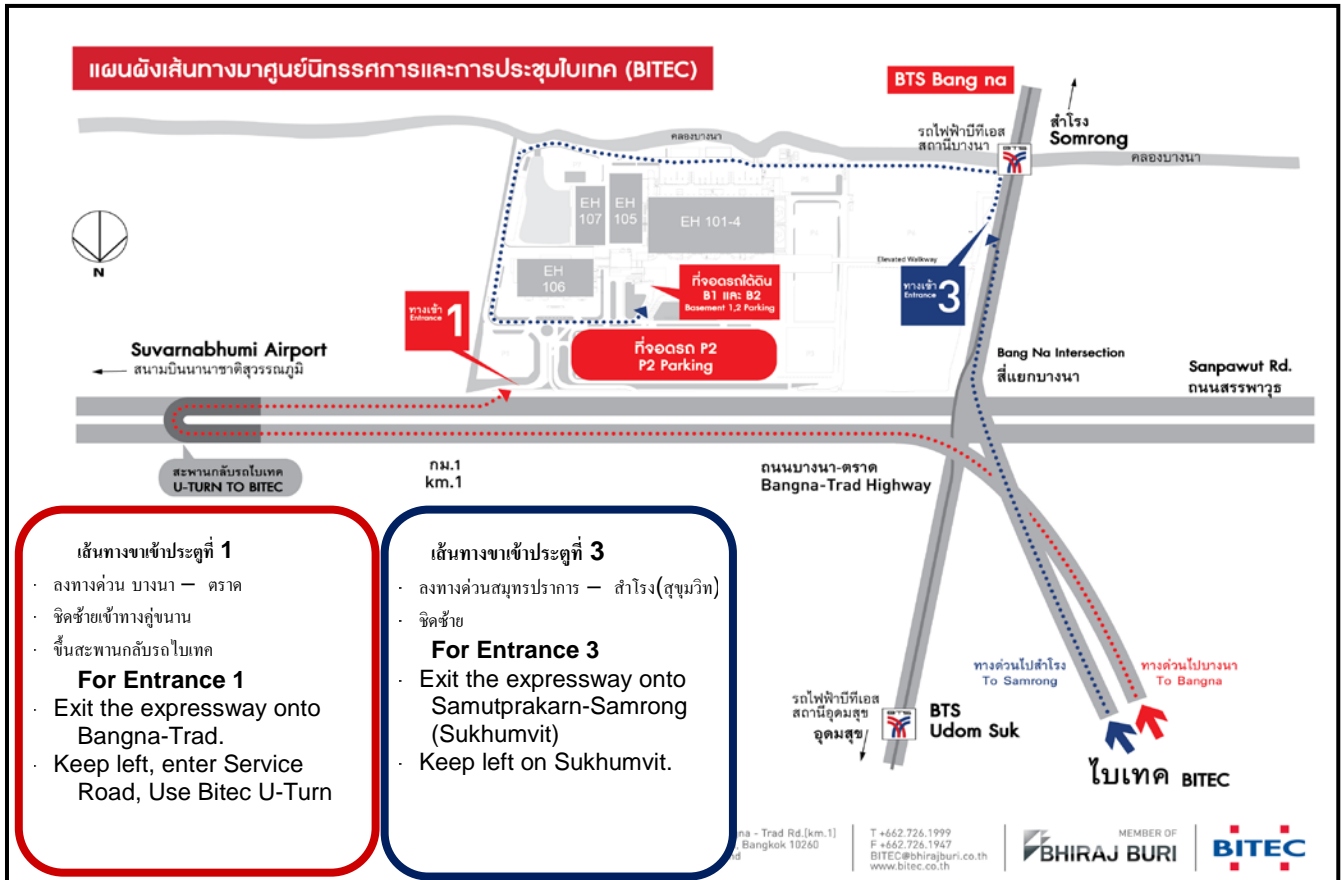 แผนผังเส้นทางมาศูนย์นิทรรศการและการประชุมไบเทค (BITEC)
BTS Bang na
สำโรง
Somrong
รถไฟฟ้าบีทีเอส
สถานีบางนา
BTS
คลองบางนา
คลองบางนา
N
EH
107
EH
105
EH 101-4
EH
106
Elevated Walkway
ที่จอดรถใต้ดิน
B1 และ B2
Basement 1,2 Parking
ทางเข้า
Entrance
1
ทางเข้า
Entrance
3
ที่จอดรถ P2
P2 Parking
Suvarnabhumi Airport
สนามบินนานาชาติสุวรรณภูมิ
Bang Na Intersection
สี่แยกบางนา
Sanpawut Rd.
ถนนสรรพาวุธ
สะพานกลับรถไบเทค
U-TURN TO BITEC
กม.1
km.1
ถนนบางนา-ตราด
Bangna-Trad Highway
เส้นทางขาเข้าประตูที่ 1
· ลงทางด่วน บางนา – ตราด
· ชิดซ้ายเข้าทางคู่ขนาน
· ขึ้นสะพานกลับรถไบเทค
For Entrance 1
· Exit the expressway onto
Bangna-Trad.
· Keep left, enter Service
Road, Use Bitec U-Turn
เส้นทางขาเข้าประตูที่ 3
· ลงทางด่วนสมุทรปราการ – สำโรง(สุขุมวิท)
· ชิดซ้าย
For Entrance 3
· Exit the expressway onto
Samutprakarn-Samrong
(Sukhumvit)
· Keep left on Sukhumvit.
ทางด่วนไปสำโรง
To Samrong
ทางด่วนไปบางนา
To Bangna
รถไฟฟ้าบีทีเอส
สถานีอุดมสุข
อุดมสุข
BTS
BTS
Udom Suk
ไบเทค BITEC
na - Trad Rd.(km.1)
, Bangkok 10260
T +662.726.1999
F +662.726.1947
BITEC@bhirajburi.co.th
www.bitec.co.th
MEMBER OF
BHIRAJ BURI
BITEC